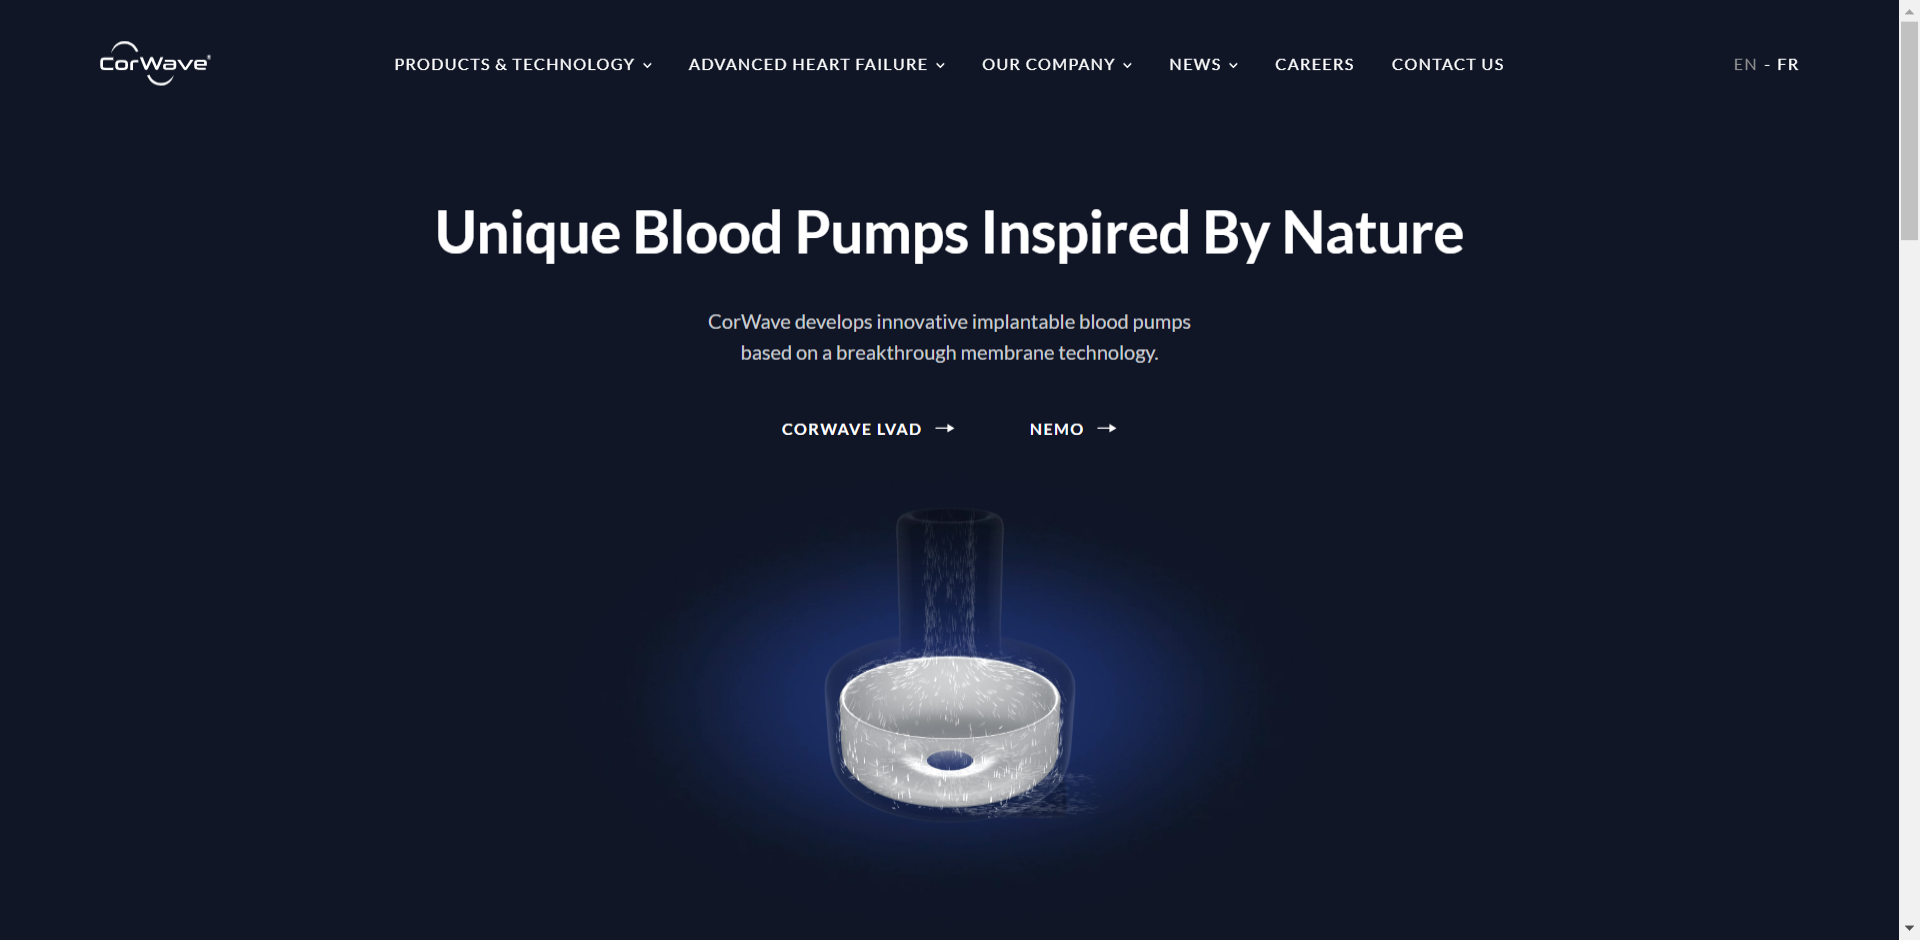 CorWave®
PRODUCTS & TECHNOLOGY
ADVANCED HEART FAILURE
OUR COMPANY
NEWS
CAREERS
CONTACT US
EN - FR
Unique Blood Pumps Inspired By Nature
CorWave develops innovative implantable blood pumps
based on a breakthrough membrane technology.
CORWAVE LVAD
NEMO